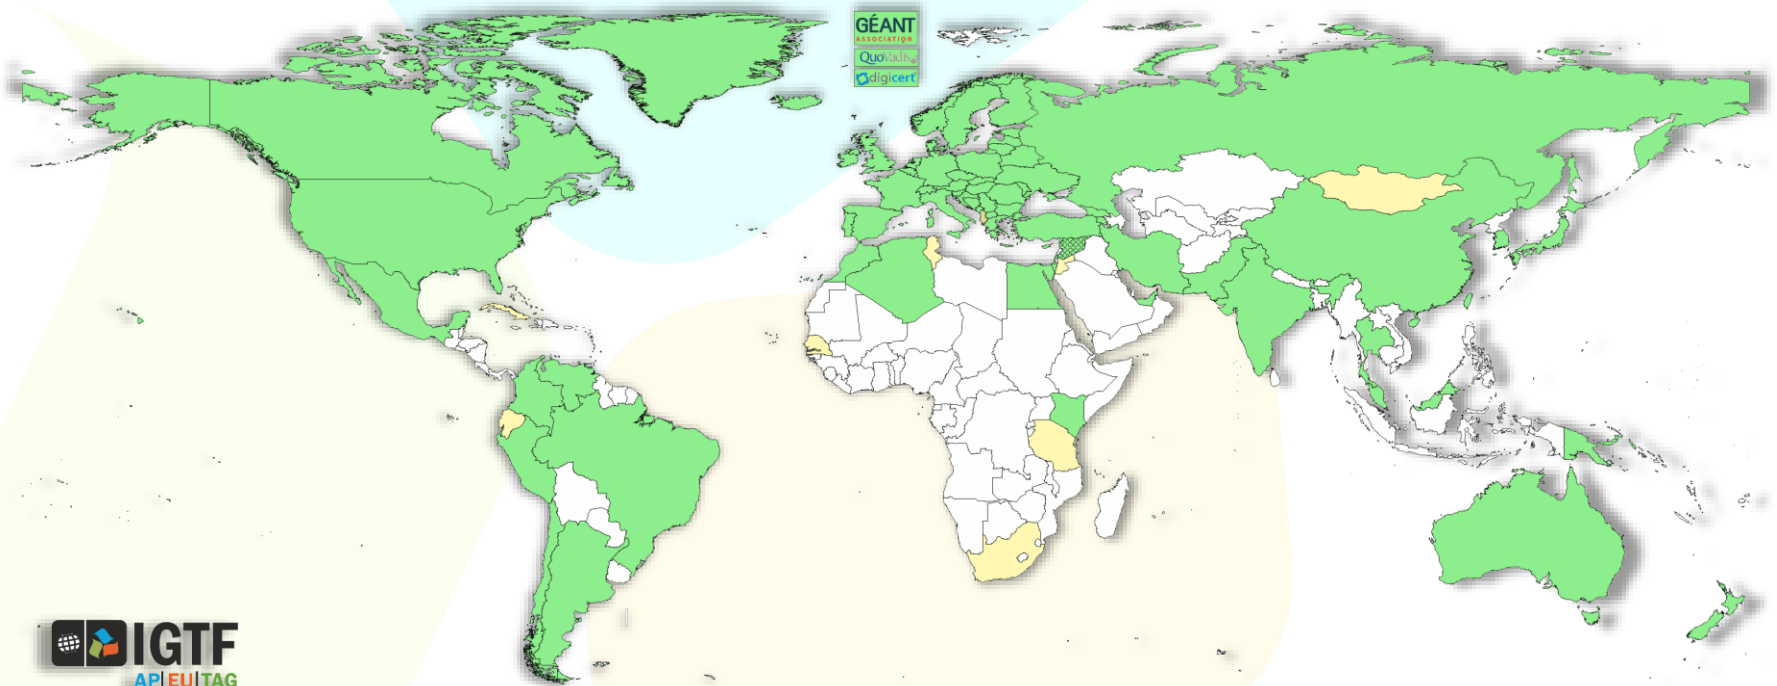 GÉANT
ASSOCIATION
QuoVadis
digicert
IGTF
AP|EU|TAG